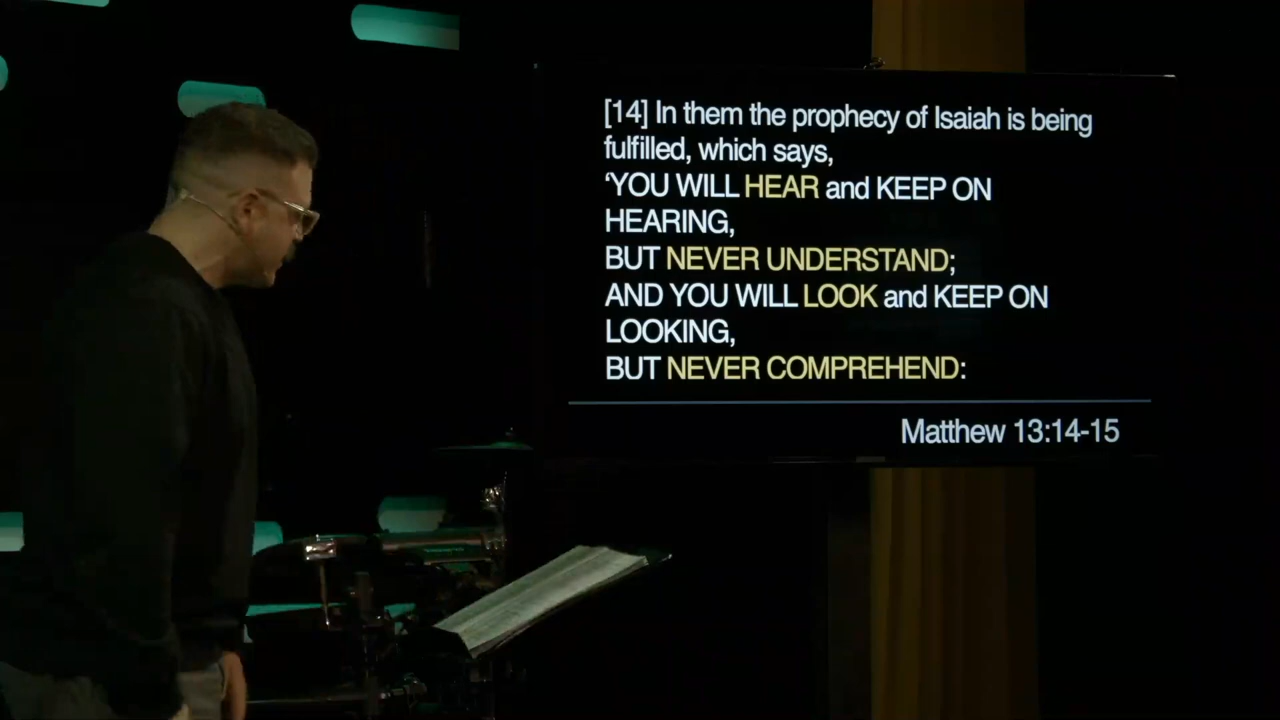 [14] In them the prophecy of Isaiah is being
fulfilled, which says,
‘YOU WILL HEAR and KEEP ON
HEARING,
BUT NEVER UNDERSTAND;
AND YOU WILL LOOK and KEEP ON
LOOKING,
BUT NEVER COMPREHEND:
Matthew 13:14-15